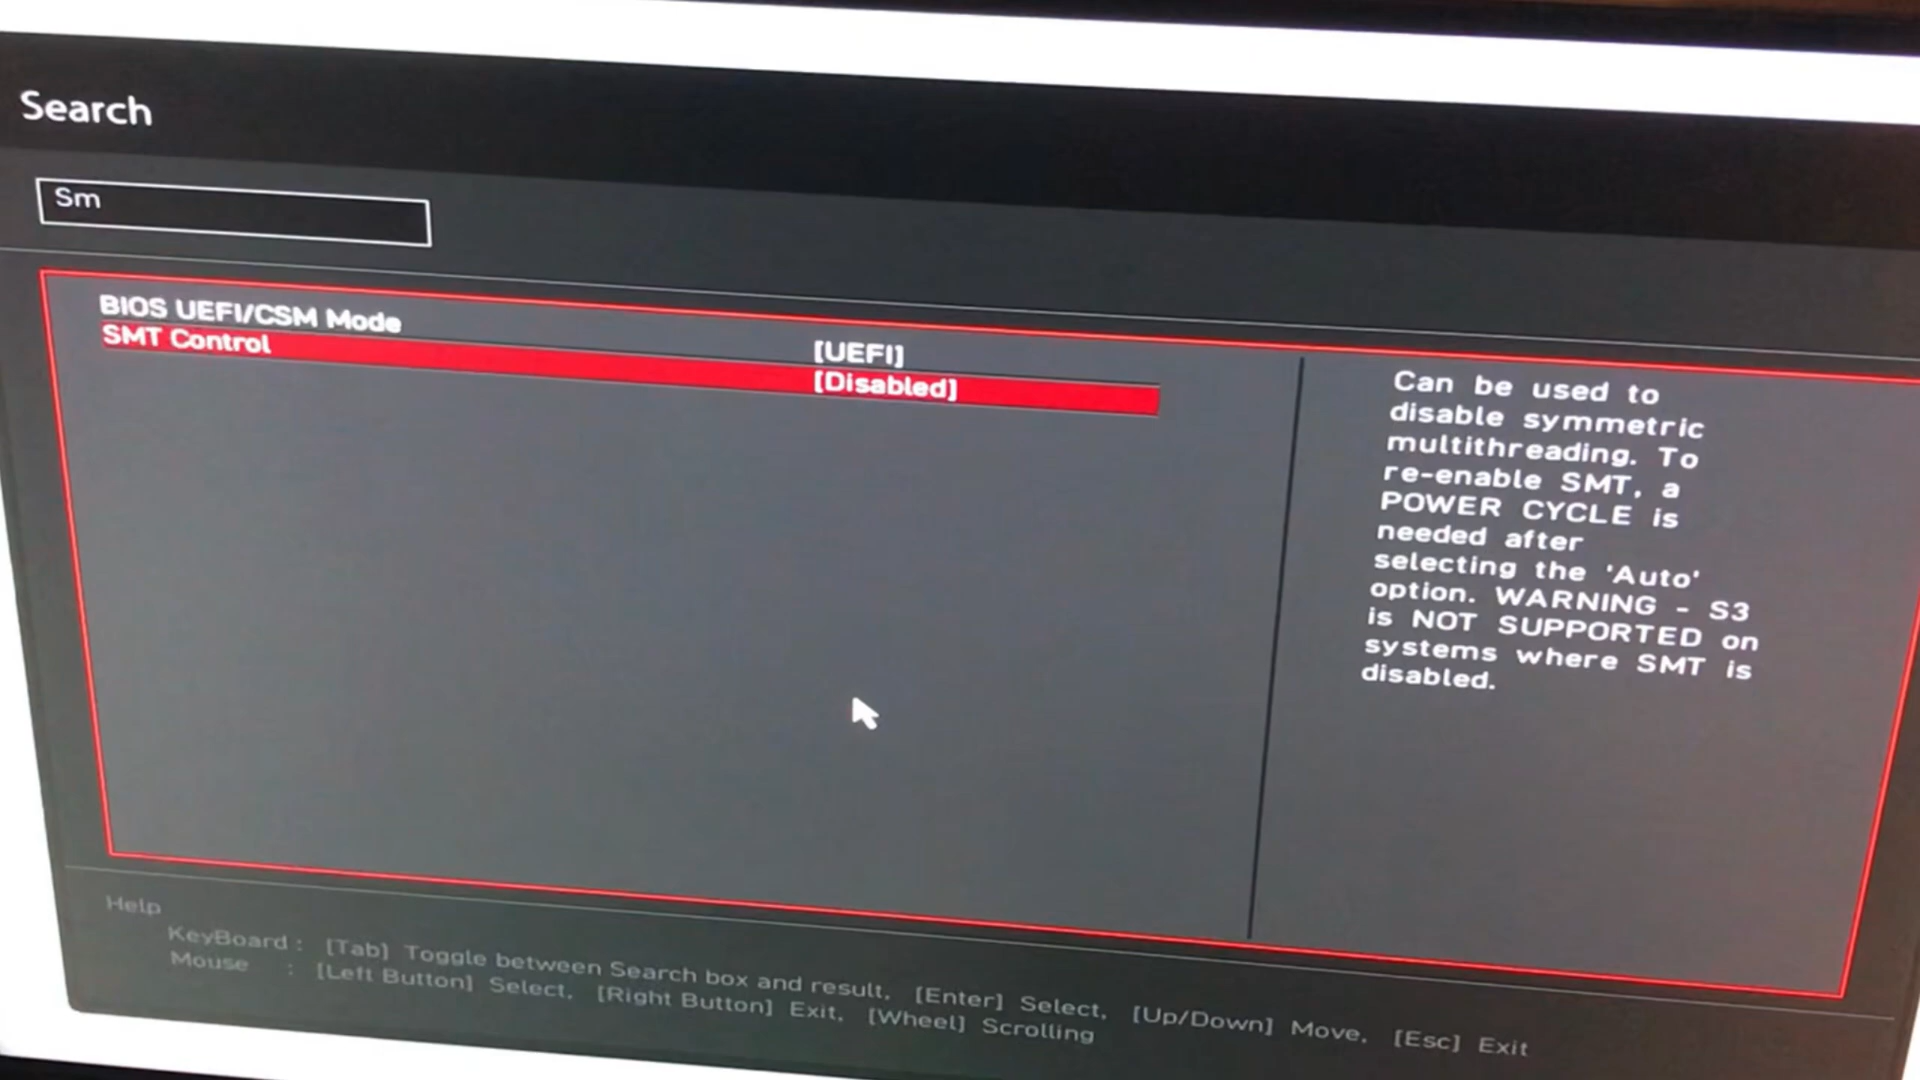 Search
Sm
BIOS UEFI/CSM Mode [UEFI]
SMT Control [Disabled]
Can be used to
disable symmetric
multithreading. To
re-enable SMT, a
POWER CYCLE is
needed after
selecting the 'Auto'
option. WARNING - S3
is NOT SUPPORTED on
systems where SMT is
disabled.
Help
KeyBoard : [Tab] Toggle between Search box and result, [Enter] Select, [Up/Down] Move, [Esc] Exit
Mouse : [Left Button] Select, [Right Button] Exit, [Wheel] Scrolling